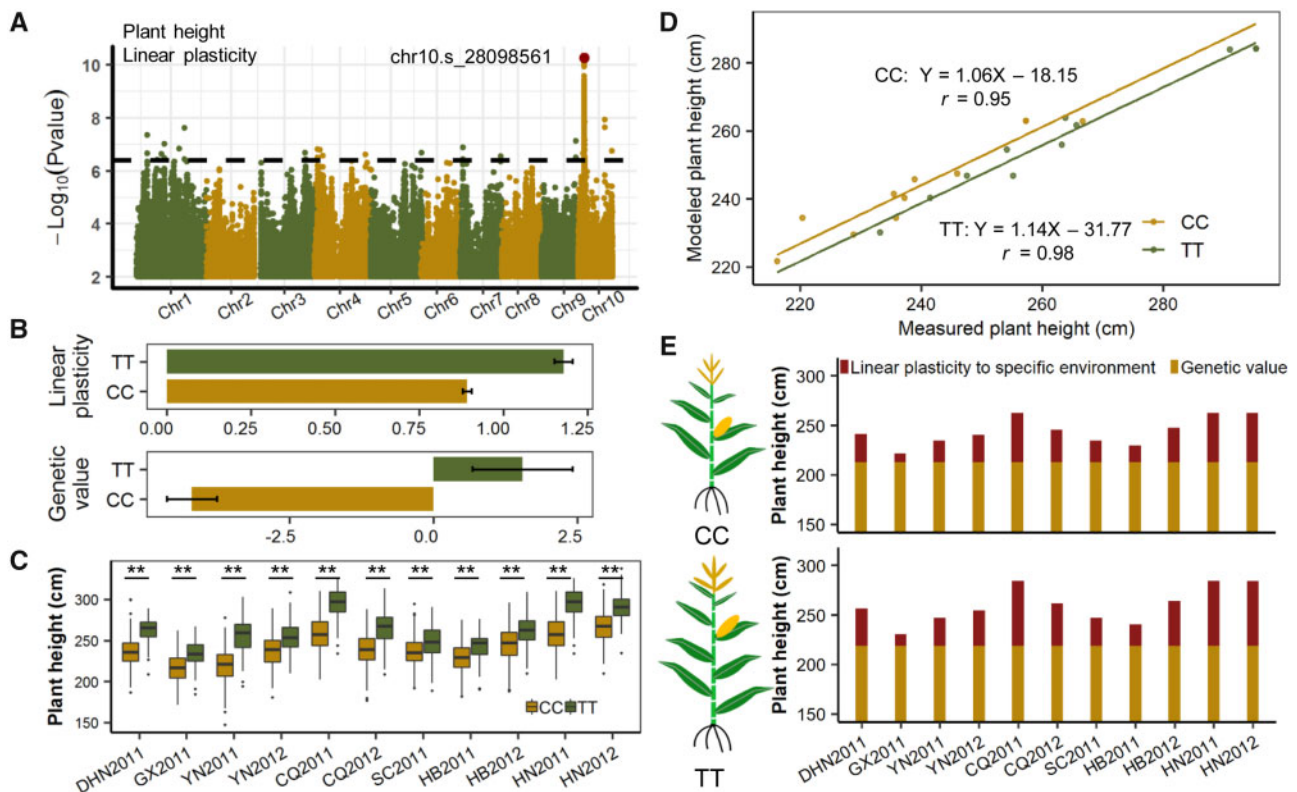 A
Plant height
Linear plasticity
chr10.s_28098561
− Log10(Pvalue)
10
8
6
4
2
Chr1
Chr2
Chr3
Chr4
Chr5
Chr6
Chr7
Chr8
Chr9
Chr10
B
Linear
plasticity
TT
CC
0.00 0.25 0.50 0.75 1.00 1.25
Genetic
value
TT
CC
-2.5 0.0 2.5
C
Plant height (cm)
** ** ** ** ** ** ** ** ** ** **
300
250
200
150
CC TT
DHN2011
GX2011
YN2011
YN2012
CQ2011
CQ2012
SC2011
HB2011
HB2012
HN2011
HN2012
D
Modeled plant height (cm)
280
260
240
220
CC: Y = 1.06X − 18.15
r = 0.95
TT: Y = 1.14X − 31.77
r = 0.98
CC
TT
220 240 260 280
Measured plant height (cm)
E
CC
TT
Linear plasticity to specific environment Genetic value
Plant height (cm)
300
250
200
150
Plant height (cm)
300
250
200
150
DHN2011
GX2011
YN2011
YN2012
CQ2011
CQ2012
SC2011
HB2011
HB2012
HN2011
HN2012